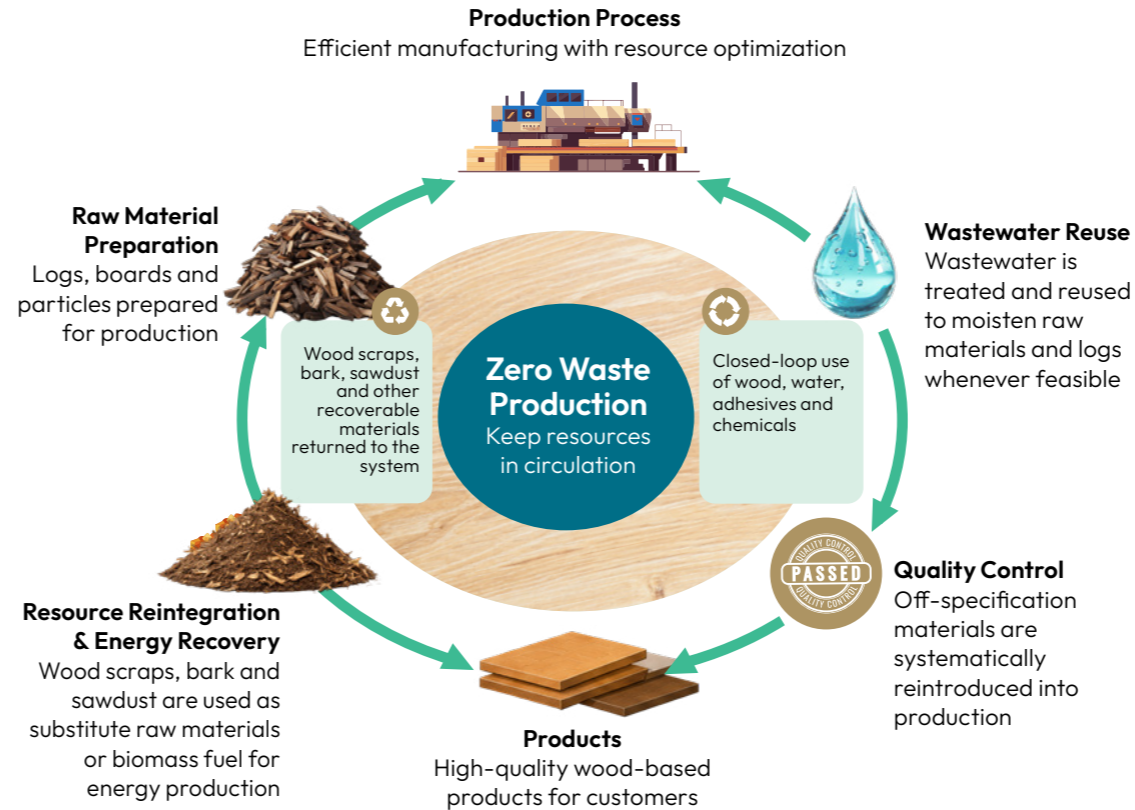 Production Process
Efficient manufacturing with resource optimization
Raw Material
Preparation
Logs, boards and
particles prepared
for production
Wastewater Reuse
Wastewater is
treated and reused
to moisten raw
materials and logs
whenever feasible
Wood scraps,
bark, sawdust
and other
recoverable
materials
returned to the
system
Zero Waste
Production
Keep resources
in circulation
Closed-loop use
of wood, water,
adhesives and
chemicals
Resource Reintegration
& Energy Recovery
Wood scraps, bark and
sawdust are used as
substitute raw materials
or biomass fuel for
energy production
QUALITY CONTROL
PASSED
QUALITY CONTROL
Quality Control
Off-specification
materials are
systematically
reintroduced into
production
Products
High-quality wood-based
products for customers